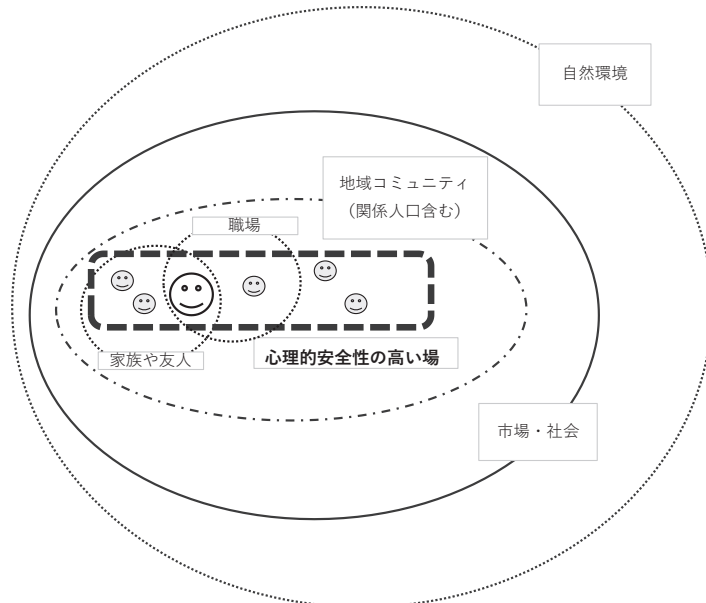 自然環境
地域コミュニティ
（関係人口含む）
職場
家族や友人
心理的安全性の高い場
市場・社会